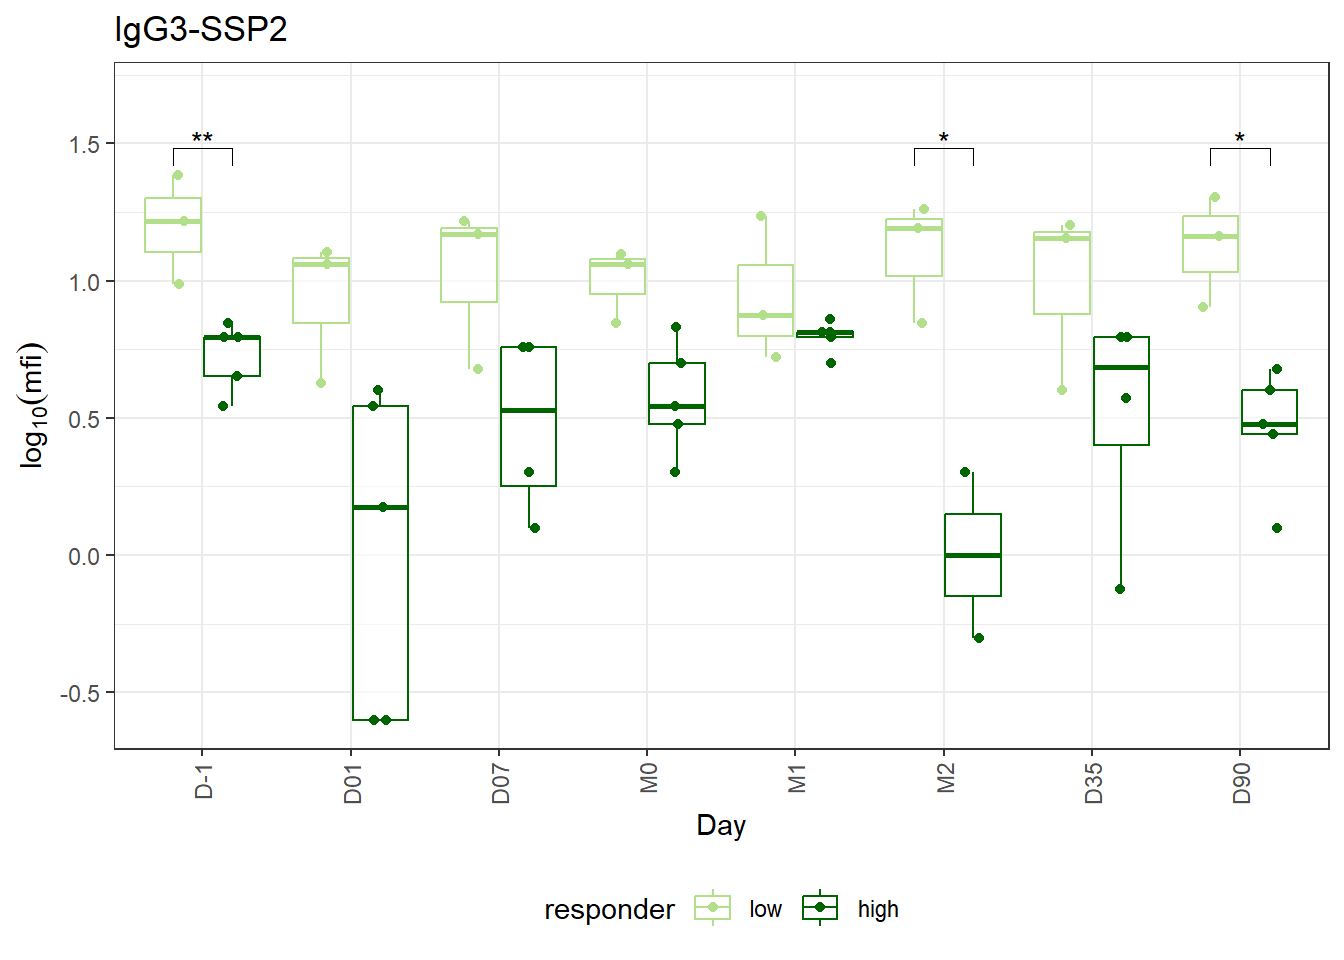 IgG3-SSP2
** * *
1.5
1.0
0.5
0.0
-0.5
log10(mfi)
D-1 D01 D07 M0 M1 M2 D35 D90
Day
responder low high